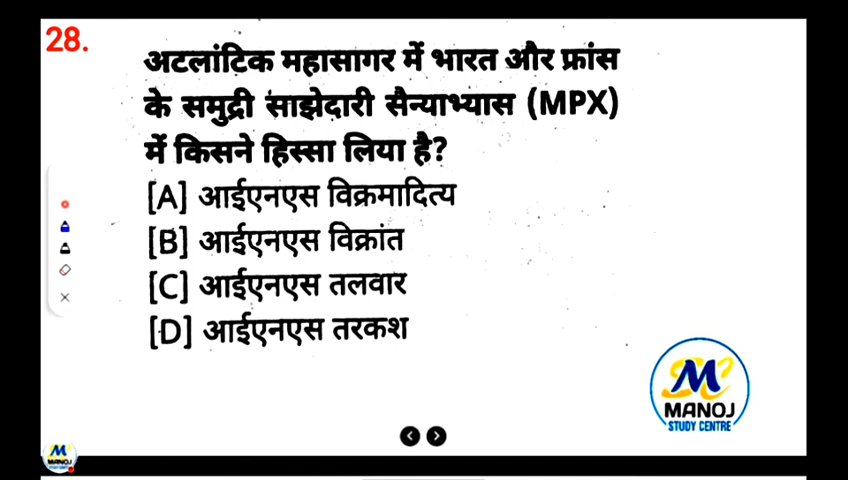 28.
अटलांटिक महासागर में भारत और फ्रांस
के समुद्री साझेदारी सैन्याभ्यास (MPX)
में किसने हिस्सा लिया है?
[A] आईएनएस विक्रमादित्य
[B] आईएनएस विक्रांत
[C] आईएनएस तलवार
[D] आईएनएस तरकश
MANOJ
STUDY CENTRE
MANOJ